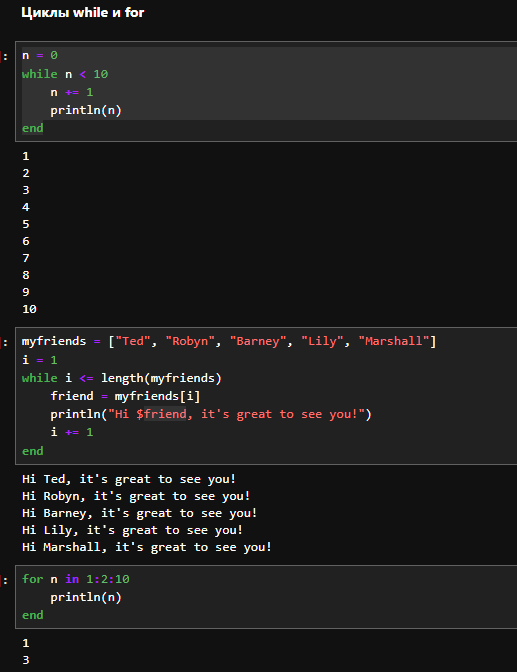 Циклы while и for
:
n = 0
while n < 10
    n += 1
    println(n)
end
1
2
3
4
5
6
7
8
9
10
:
myfriends = ["Ted", "Robyn", "Barney", "Lily", "Marshall"]
i = 1
while i <= length(myfriends)
    friend = myfriends[i]
    println("Hi $friend, it's great to see you!")
    i += 1
end
Hi Ted, it's great to see you!
Hi Robyn, it's great to see you!
Hi Barney, it's great to see you!
Hi Lily, it's great to see you!
Hi Marshall, it's great to see you!
:
for n in 1:2:10
    println(n)
end
1
3